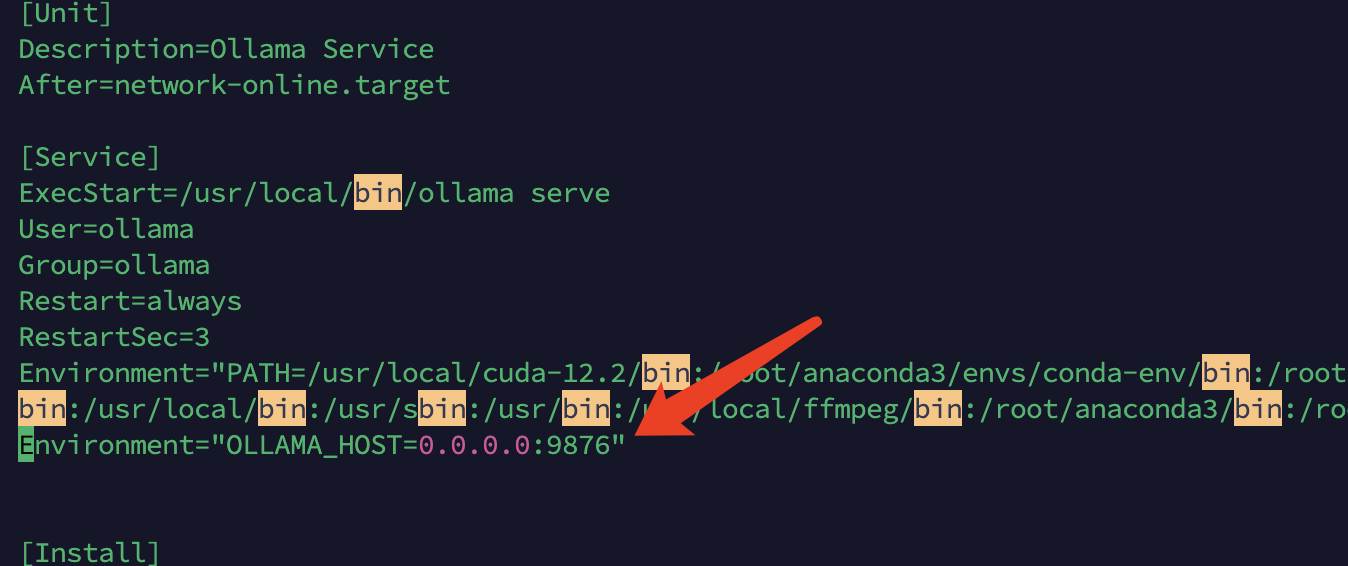 [Unit]
Description=Ollama Service
After=network-online.target
[Service]
ExecStart=/usr/local/bin/ollama serve
User=ollama
Group=ollama
Restart=always
RestartSec=3
Environment="PATH=/usr/local/cuda-12.2/bin:/root/anaconda3/envs/conda-env/bin:/root
bin:/usr/local/bin:/usr/sbin:/usr/bin:/usr/local/ffmpeg/bin:/root/anaconda3/bin:/ro
Environment="OLLAMA_HOST=0.0.0.0:9876"
[Install]